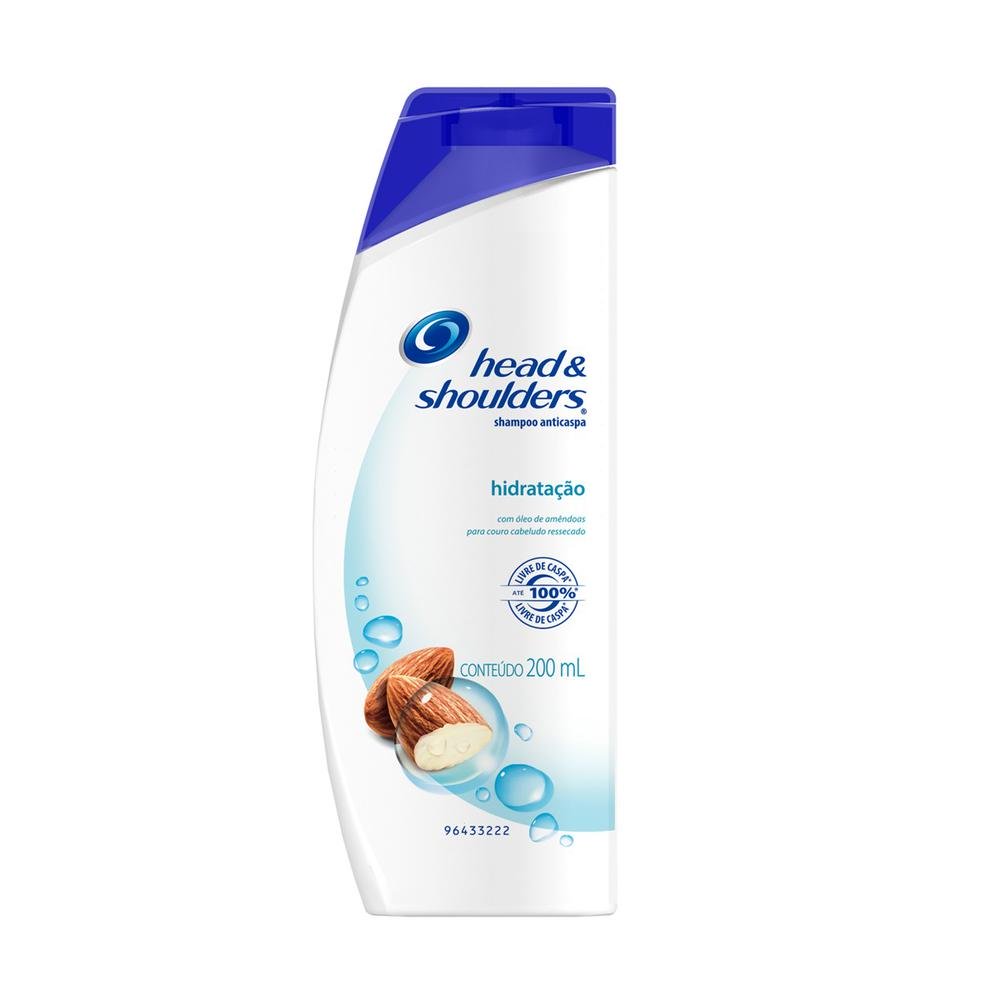 head &
shoulders®
shampoo anticaspa
hidratação
com óleo de amêndoas
para couro cabeludo ressecado
LIVRE DE CASPA*
ATÉ 100%*
LIVRE DE CASPA*
CONTEÚDO 200 mL
96433222